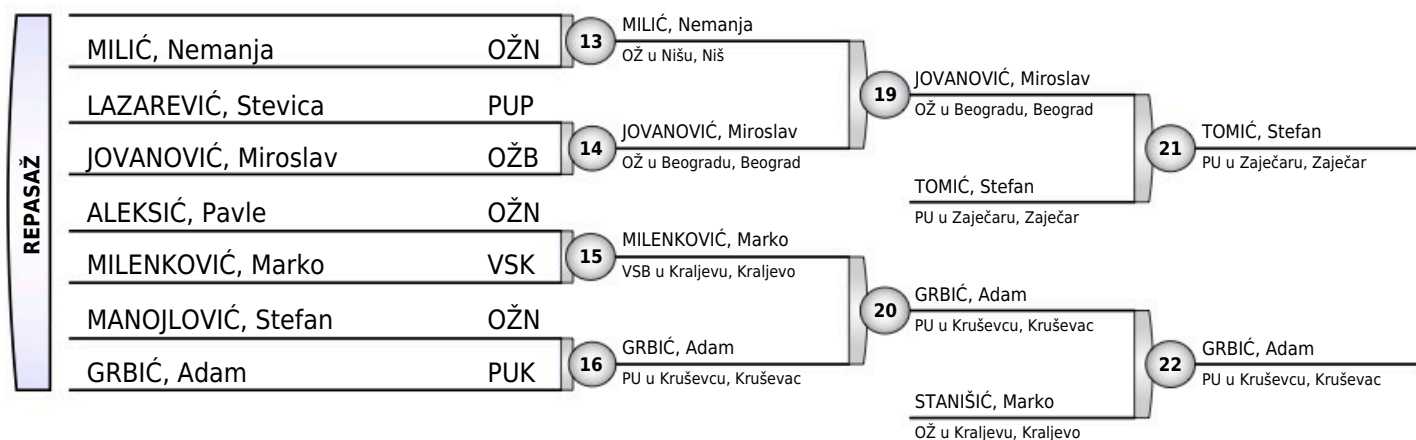 REPASAŽ
MILIĆ, Nemanja OŽN
LAZAREVIĆ, Stevica PUP
JOVANOVIĆ, Miroslav OŽB
ALEKSIĆ, Pavle OŽN
MILENKOVIĆ, Marko VSK
MANOJLOVIĆ, Stefan OŽN
GRBIĆ, Adam PUK
13
MILIĆ, Nemanja
OŽ u Nišu, Niš
14
JOVANOVIĆ, Miroslav
OŽ u Beogradu, Beograd
15
MILENKOVIĆ, Marko
VSB u Kraljevu, Kraljevo
16
GRBIĆ, Adam
PU u Kruševcu, Kruševac
19
JOVANOVIĆ, Miroslav
OŽ u Beogradu, Beograd
TOMIĆ, Stefan
PU u Zaječaru, Zaječar
20
GRBIĆ, Adam
PU u Kruševcu, Kruševac
STANIŠIĆ, Marko
OŽ u Kraljevu, Kraljevo
21
TOMIĆ, Stefan
PU u Zaječaru, Zaječar
22
GRBIĆ, Adam
PU u Kruševcu, Kruševac